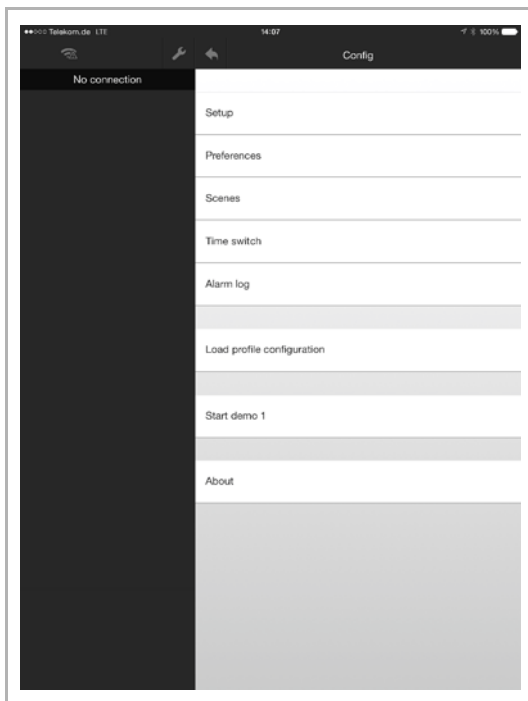 Telekom.de LTE 14:07 100%
Config
No connection
Setup
Preferences
Scenes
Time switch
Alarm log
Load profile configuration
Start demo 1
About